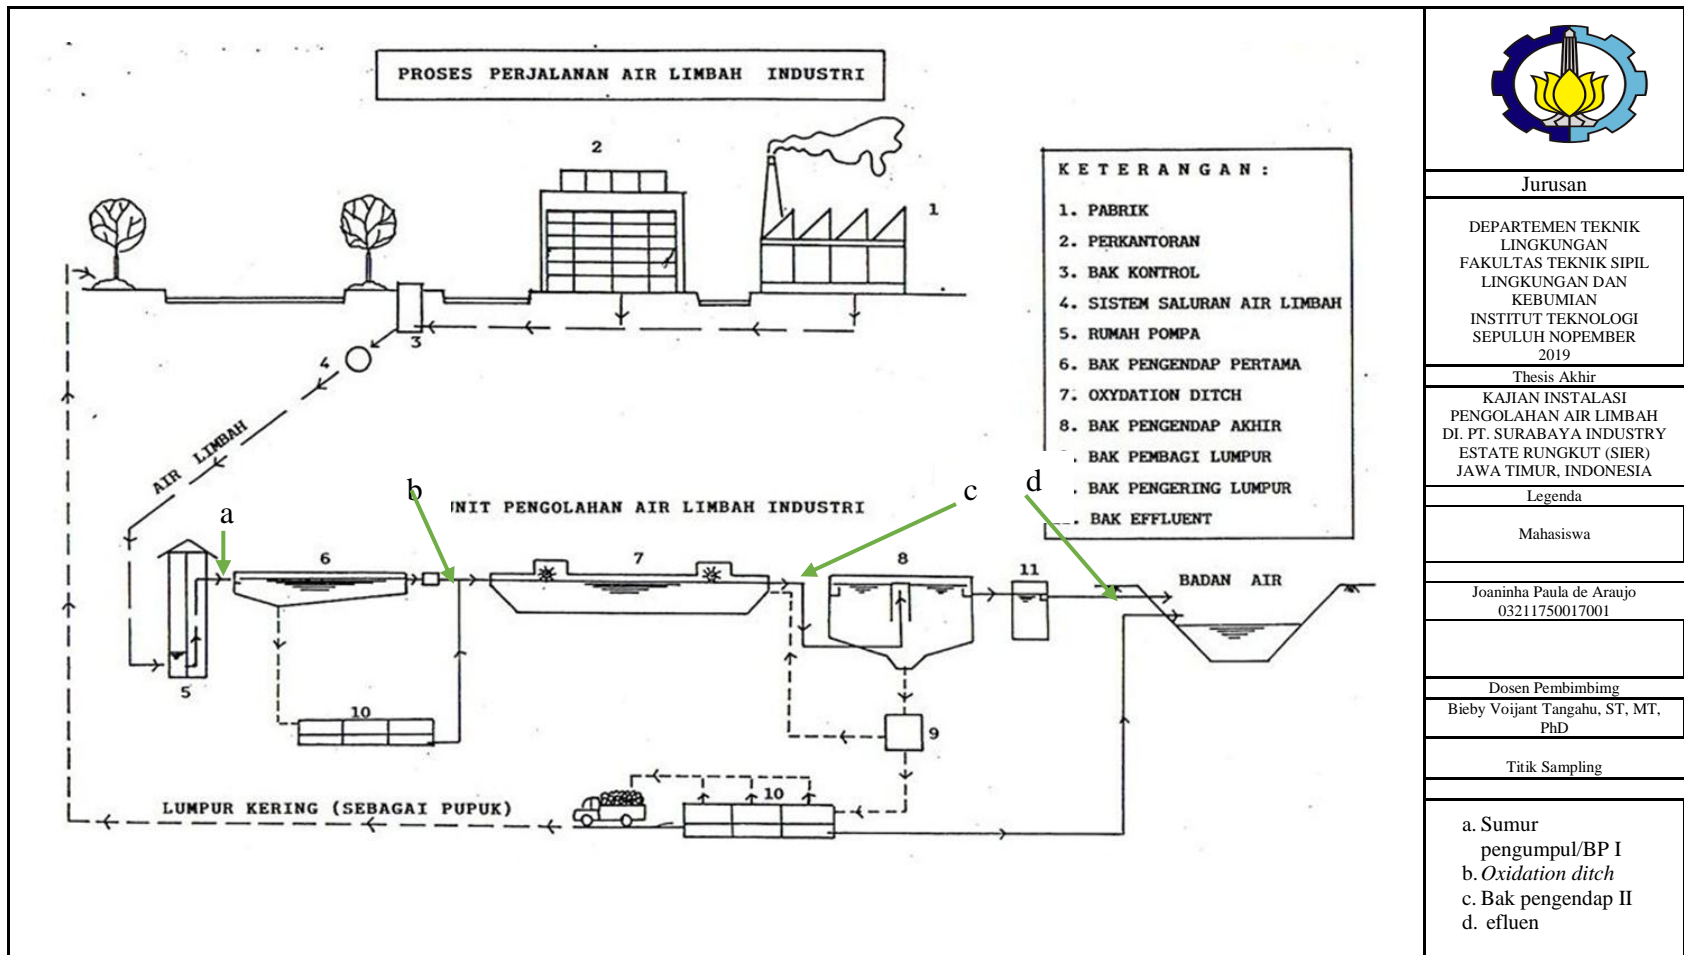 PROSES PERJALANAN AIR LIMBAH INDUSTRI
2
1
3
4
KETERANGAN :
1. PABRIK
2. PERKANTORAN
3. BAK KONTROL
4. SISTEM SALURAN AIR LIMBAH
5. RUMAH POMPA
6. BAK PENGENDAP PERTAMA
7. OXYDATION DITCH
8. BAK PENGENDAP AKHIR
. BAK PEMBAGI LUMPUR
. BAK PENGERING LUMPUR
. BAK EFFLUENT
AIR LIMBAH
a
b
c
d
UNIT PENGOLAHAN AIR LIMBAH INDUSTRI
6
7
8
11
BADAN AIR
5
10
9
10
LUMPUR KERING (SEBAGAI PUPUK)
Jurusan
DEPARTEMEN TEKNIK
LINGKUNGAN
FAKULTAS TEKNIK SIPIL
LINGKUNGAN DAN
KEBUMIAN
INSTITUT TEKNOLOGI
SEPULUH NOPEMBER
2019
Thesis Akhir
KAJIAN INSTALASI
PENGOLAHAN AIR LIMBAH
DI. PT. SURABAYA INDUSTRY
ESTATE RUNGKUT (SIER)
JAWA TIMUR, INDONESIA
Legenda
Mahasiswa
Joaninha Paula de Araujo
03211750017001
Dosen Pembimbimg
Bieby Voijant Tangahu, ST, MT,
PhD
Titik Sampling
a. Sumur
pengumpul/BP I
b. Oxidation ditch
c. Bak pengendap II
d. efluen